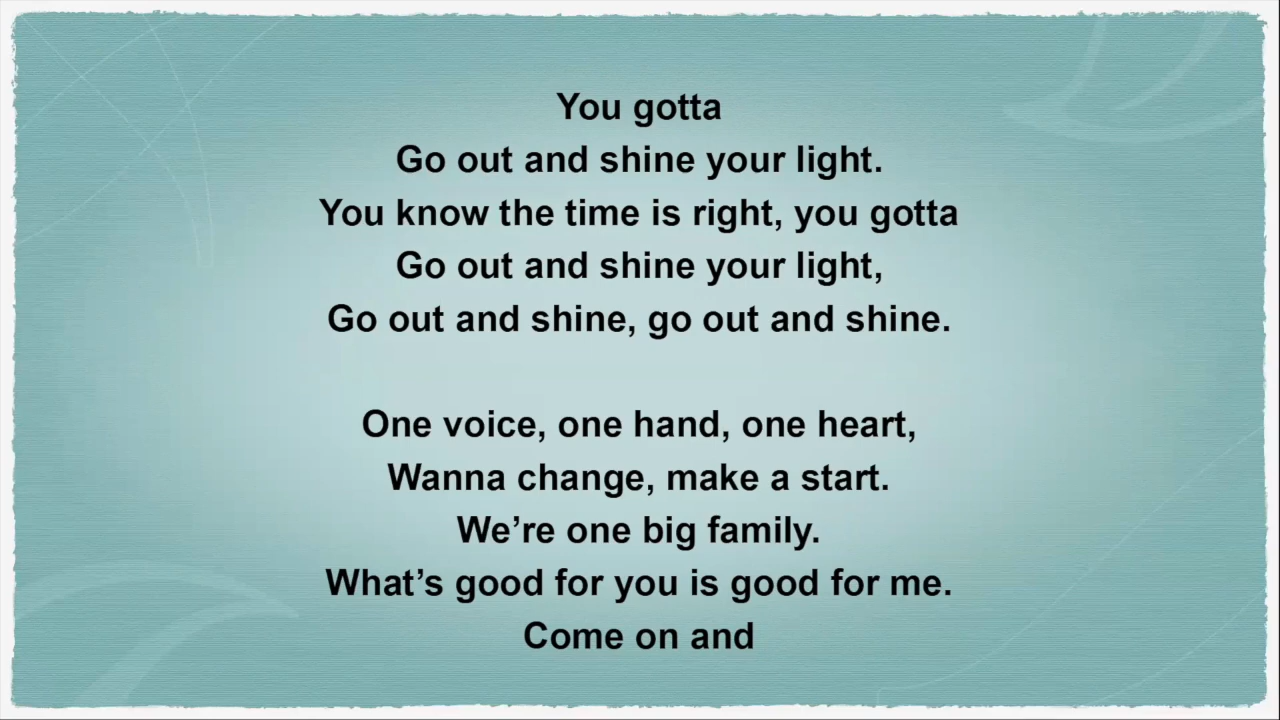 You gotta
Go out and shine your light.
You know the time is right, you gotta
Go out and shine your light,
Go out and shine, go out and shine.
One voice, one hand, one heart,
Wanna change, make a start.
We’re one big family.
What’s good for you is good for me.
Come on and